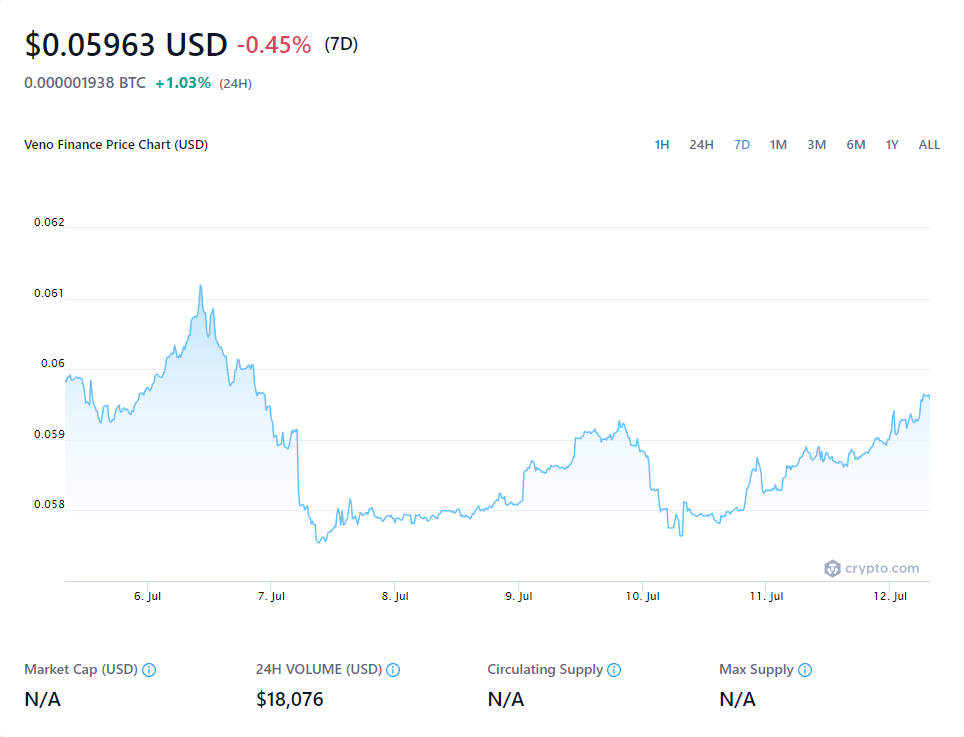 $0.05963 USD -0.45% (7D)
0.000001938 BTC +1.03% (24H)
Veno Finance Price Chart (USD) 1H 24H 7D 1M 3M 6M 1Y ALL
0.062
0.061
0.06
0.059
0.058
crypto.com
6. Jul 7. Jul 8. Jul 9. Jul 10. Jul 11. Jul 12. Jul
Market Cap (USD) 24H VOLUME (USD) Circulating Supply Max Supply
N/A $18,076 N/A N/A